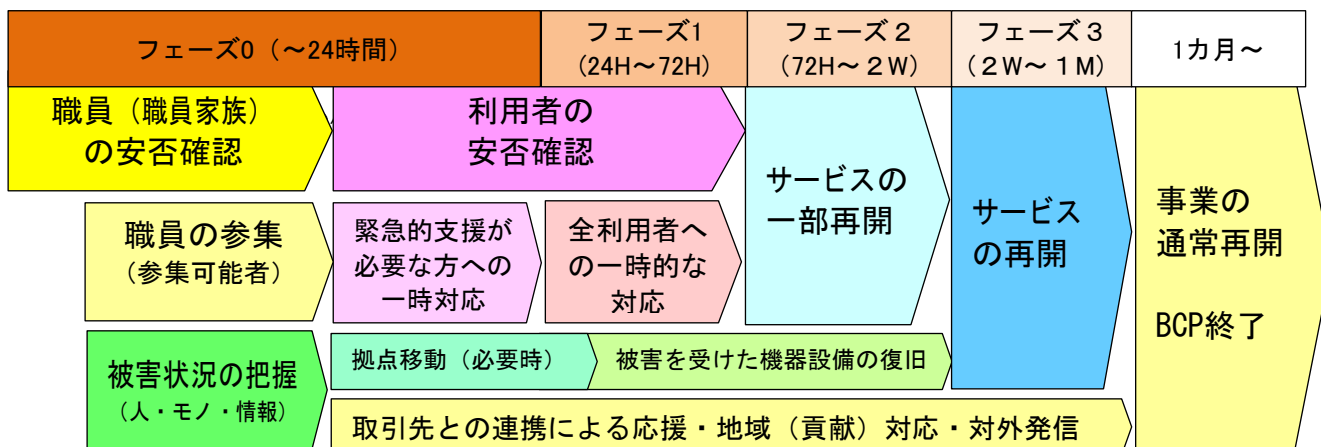 フェーズ0（～24時間）
フェーズ1
（24H～72H）
フェーズ２
（72H～２W）
フェーズ３
（２W～１M）
1カ月～
職員（職員家族）
の安否確認
利用者の
安否確認
サービスの
一部再開
サービス
の再開
事業の
通常再開
BCP終了
職員の参集
（参集可能者）
緊急的支援が
必要な方への
一時対応
全利用者へ
の一時的な
対応
被害状況の把握
（人・モノ・情報）
拠点移動（必要時）
被害を受けた機器設備の復旧
取引先との連携による応援・地域（貢献）対応・対外発信